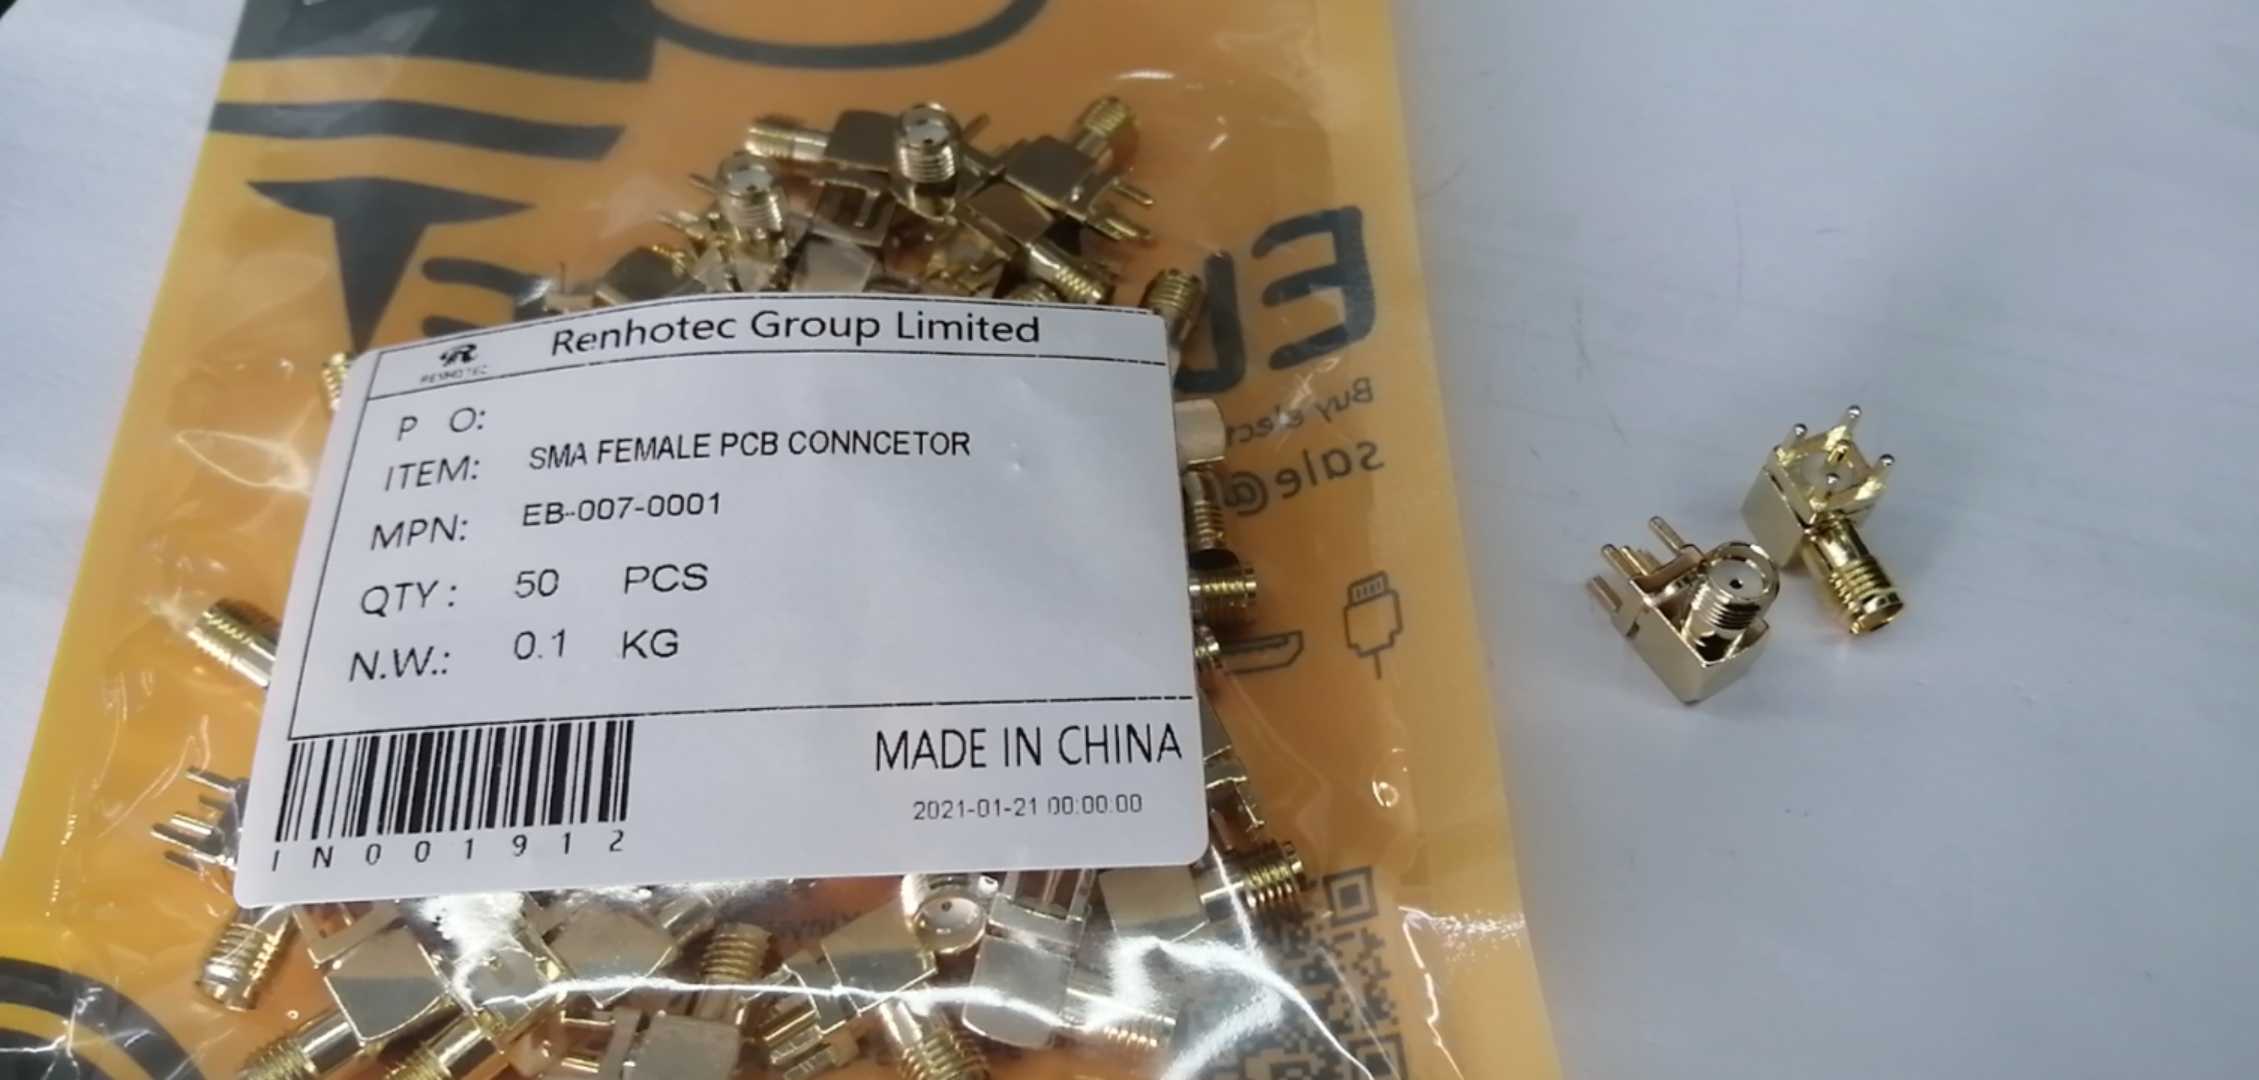 Renhotec Group Limited
RENHOTEC
P O:
ITEM: SMA FEMALE PCB CONNCETOR
MPN: EB-007-0001
QTY: 50 PCS
N.W.: 0.1 KG
MADE IN CHINA
2021-01-21 00:00:00
IN001912
Buy elect
sale@